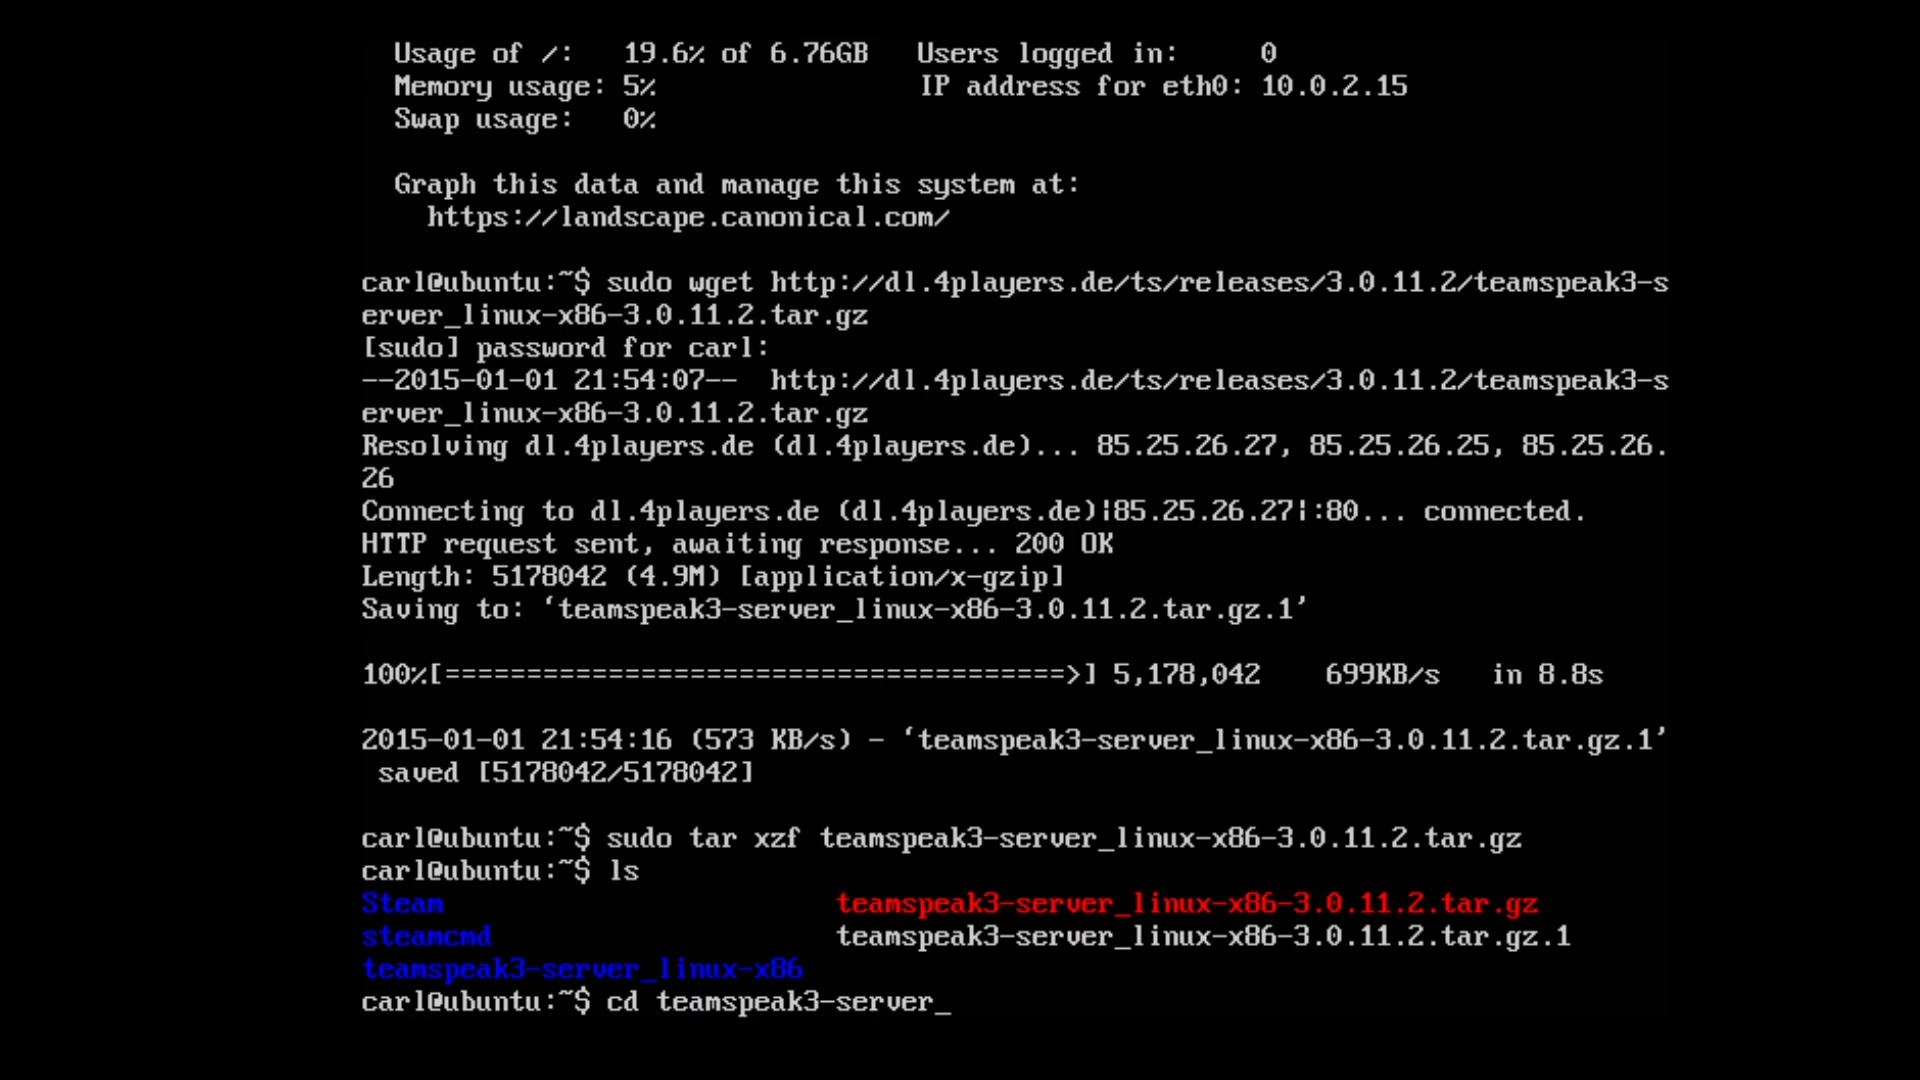 Usage of /:   19.6% of 6.76GB   Users logged in:     0
Memory usage: 5%                IP address for eth0: 10.0.2.15
Swap usage:   0%
Graph this data and manage this system at:
https://landscape.canonical.com/
carl@ubuntu:~$ sudo wget http://dl.4players.de/ts/releases/3.0.11.2/teamspeak3-s
erver_linux-x86-3.0.11.2.tar.gz
[sudo] password for carl:
--2015-01-01 21:54:07--  http://dl.4players.de/ts/releases/3.0.11.2/teamspeak3-s
erver_linux-x86-3.0.11.2.tar.gz
Resolving dl.4players.de (dl.4players.de)... 85.25.26.27, 85.25.26.25, 85.25.26.
26
Connecting to dl.4players.de (dl.4players.de)|85.25.26.27|:80... connected.
HTTP request sent, awaiting response... 200 OK
Length: 5178042 (4.9M) [application/x-gzip]
Saving to: ‘teamspeak3-server_linux-x86-3.0.11.2.tar.gz.1’
100%[======================================>] 5,178,042    699KB/s   in 8.8s
2015-01-01 21:54:16 (573 KB/s) - ‘teamspeak3-server_linux-x86-3.0.11.2.tar.gz.1’
saved [5178042/5178042]
carl@ubuntu:~$ sudo tar xzf teamspeak3-server_linux-x86-3.0.11.2.tar.gz
carl@ubuntu:~$ ls
Steam                        teamspeak3-server_linux-x86-3.0.11.2.tar.gz
steamcmd                     teamspeak3-server_linux-x86-3.0.11.2.tar.gz.1
teamspeak3-server_linux-x86
carl@ubuntu:~$ cd teamspeak3-server_